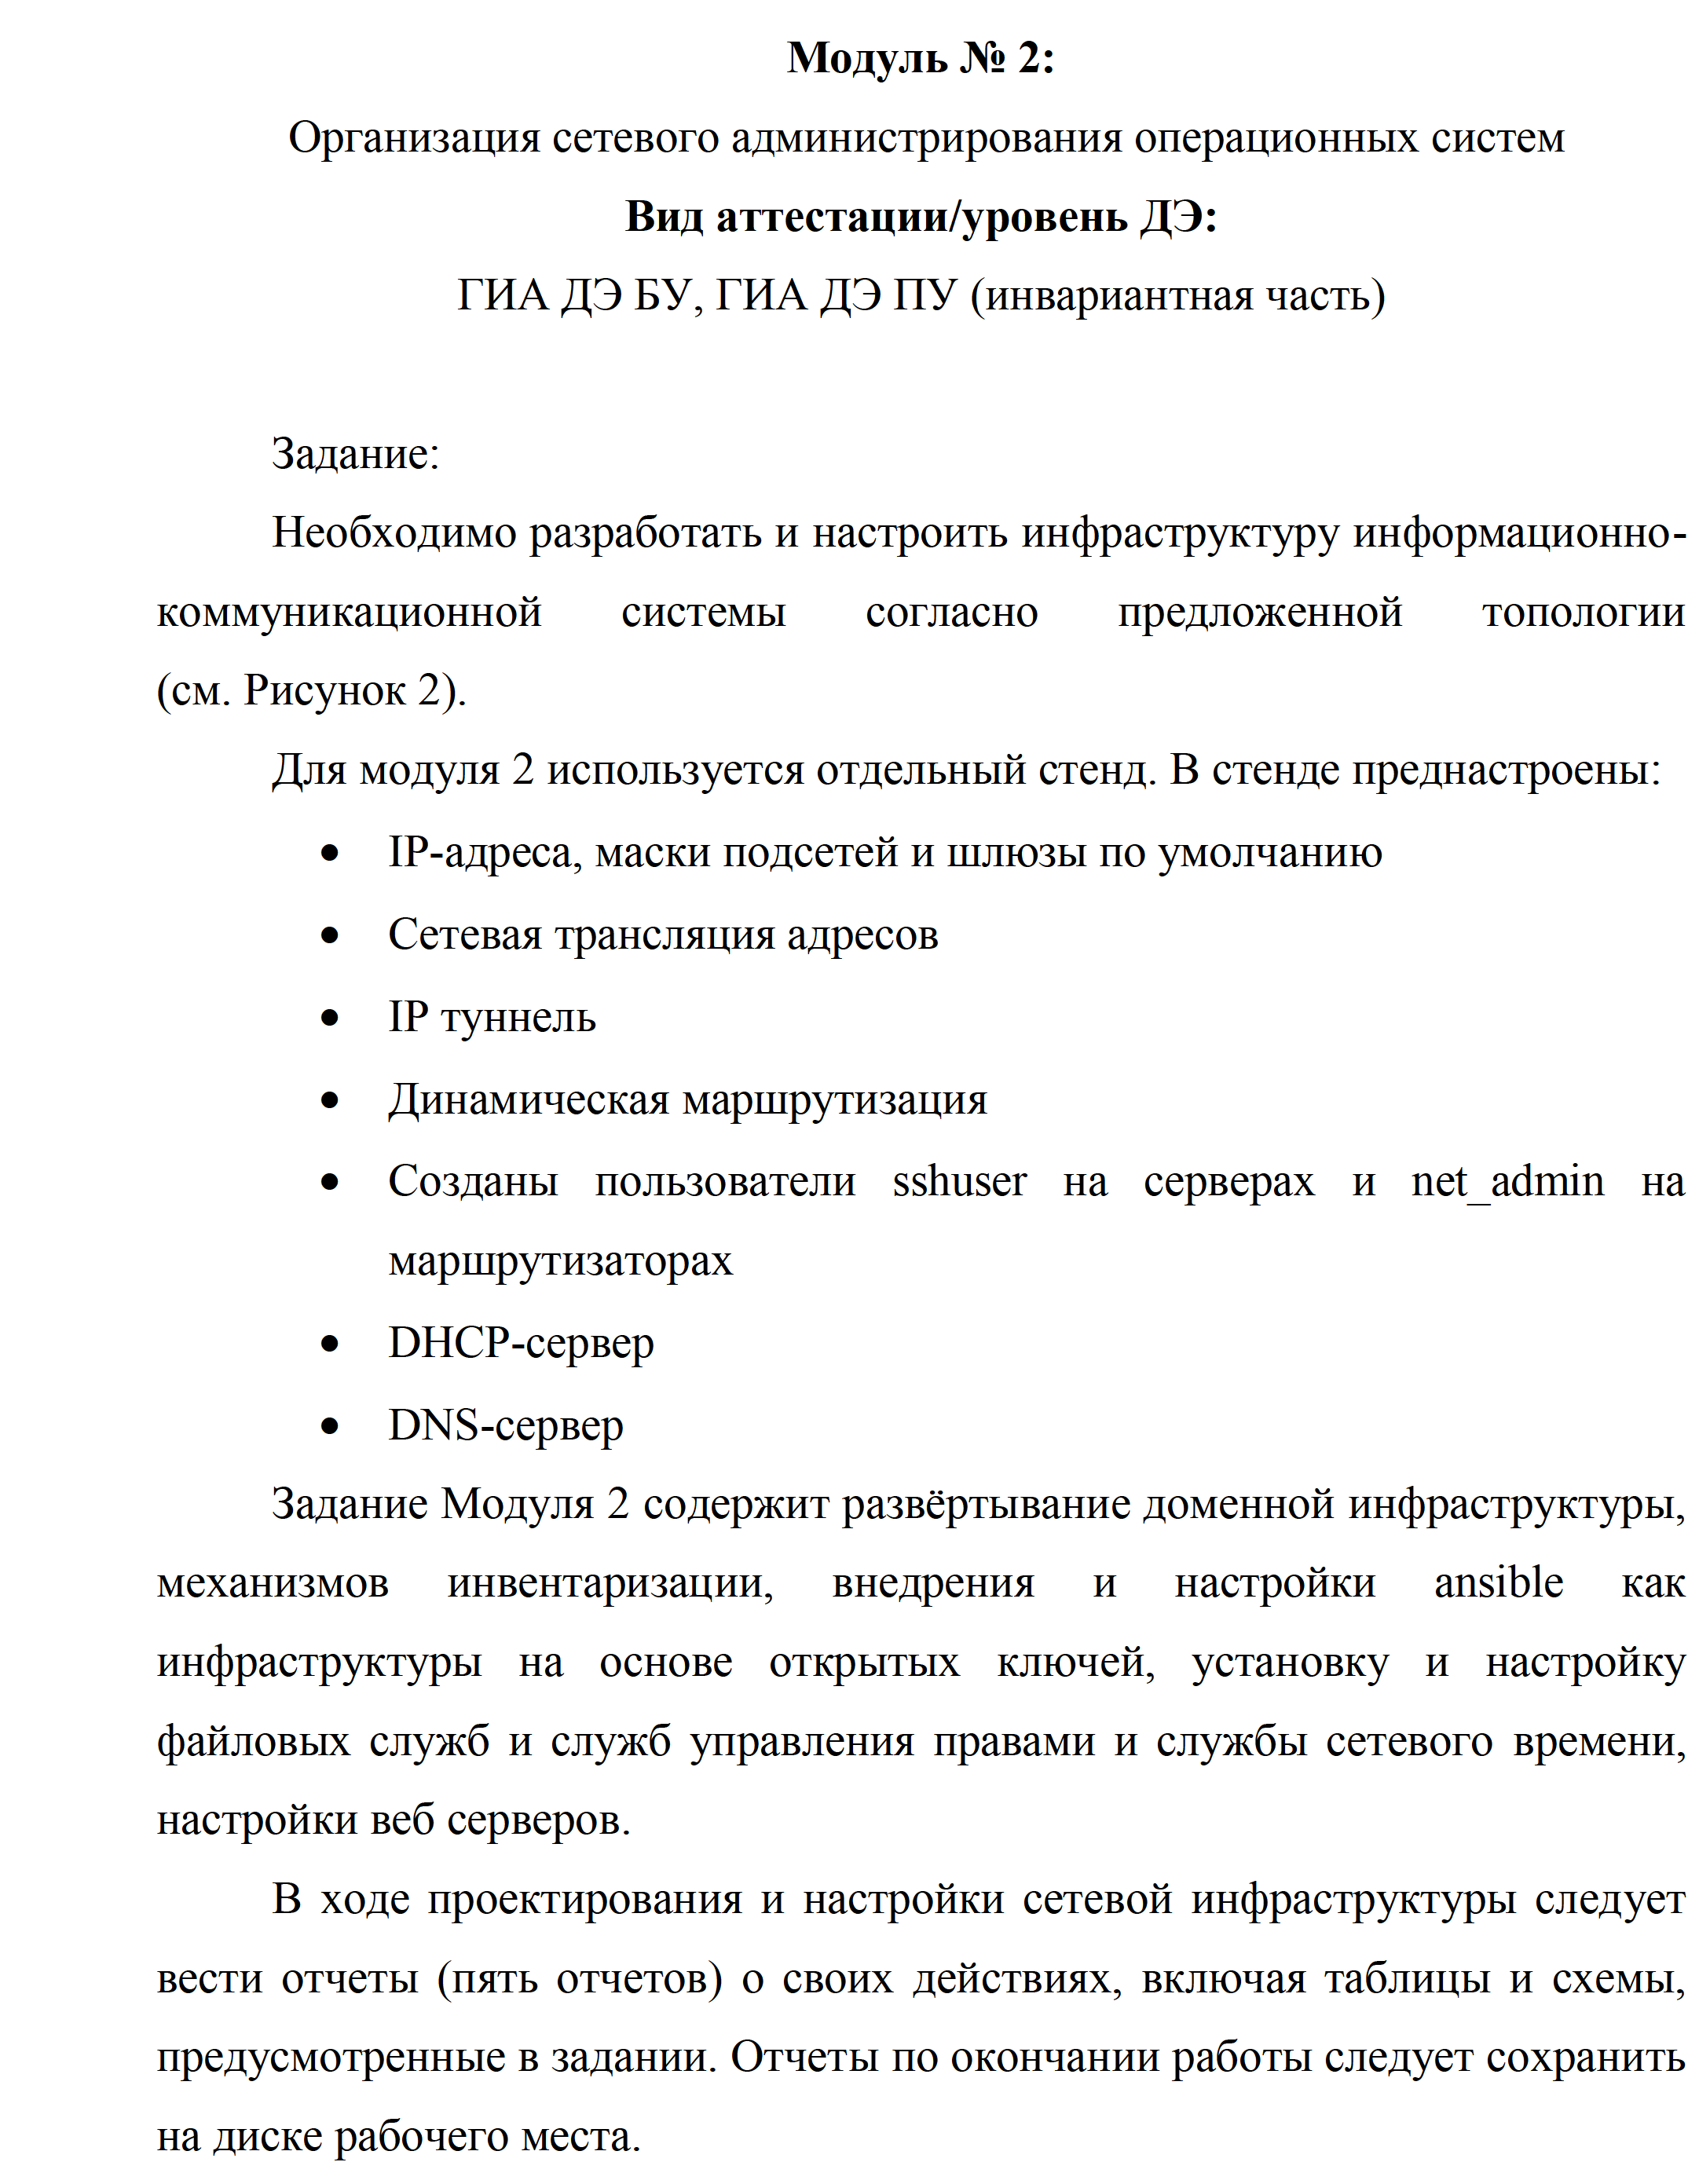 Модуль № 2:
Организация сетевого администрирования операционных систем
Вид аттестации/уровень ДЭ:
ГИА ДЭ БУ, ГИА ДЭ ПУ (инвариантная часть)
Задание:
Необходимо разработать и настроить инфраструктуру информационно-
коммуникационной системы согласно предложенной топологии
(см. Рисунок 2).
Для модуля 2 используется отдельный стенд. В стенде преднастроены:
● IP-адреса, маски подсетей и шлюзы по умолчанию
● Сетевая трансляция адресов
● IP туннель
● Динамическая маршрутизация
● Созданы пользователи sshuser на серверах и net_admin на
маршрутизаторах
● DHCP-сервер
● DNS-сервер
Задание Модуля 2 содержит развёртывание доменной инфраструктуры,
механизмов инвентаризации, внедрения и настройки ansible как
инфраструктуры на основе открытых ключей, установку и настройку
файловых служб и служб управления правами и службы сетевого времени,
настройки веб серверов.
В ходе проектирования и настройки сетевой инфраструктуры следует
вести отчеты (пять отчетов) о своих действиях, включая таблицы и схемы,
предусмотренные в задании. Отчеты по окончании работы следует сохранить
на диске рабочего места.